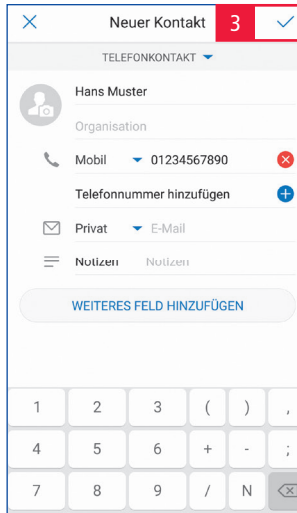 Neuer Kontakt 3
TELEFONKONTAKT
Hans Muster
Organisation
Mobil 01234567890
Telefonnummer hinzufügen
Privat E-Mail
Notizen Notizen
WEITERES FELD HINZUFÜGEN
1 2 3 ( ) ,
4 5 6 + - ;
7 8 9 / N